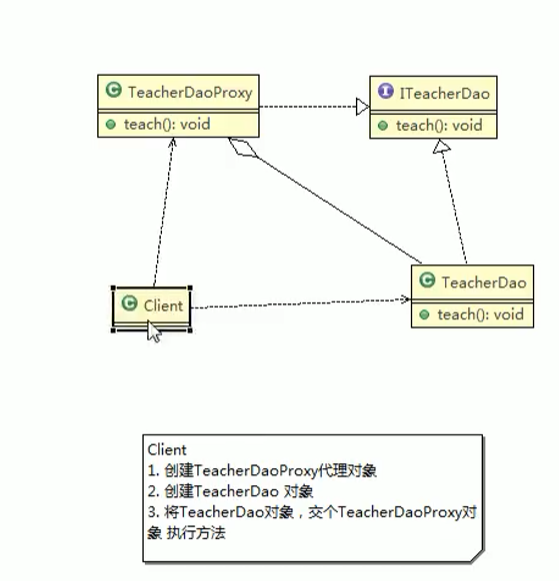 TeacherDaoProxy
teach(): void
ITeacherDao
teach(): void
Client
TeacherDao
teach(): void
Client
1. 创建TeacherDaoProxy代理对象
2. 创建TeacherDao 对象
3. 将TeacherDao对象，交个TeacherDaoProxy对
象 执行方法